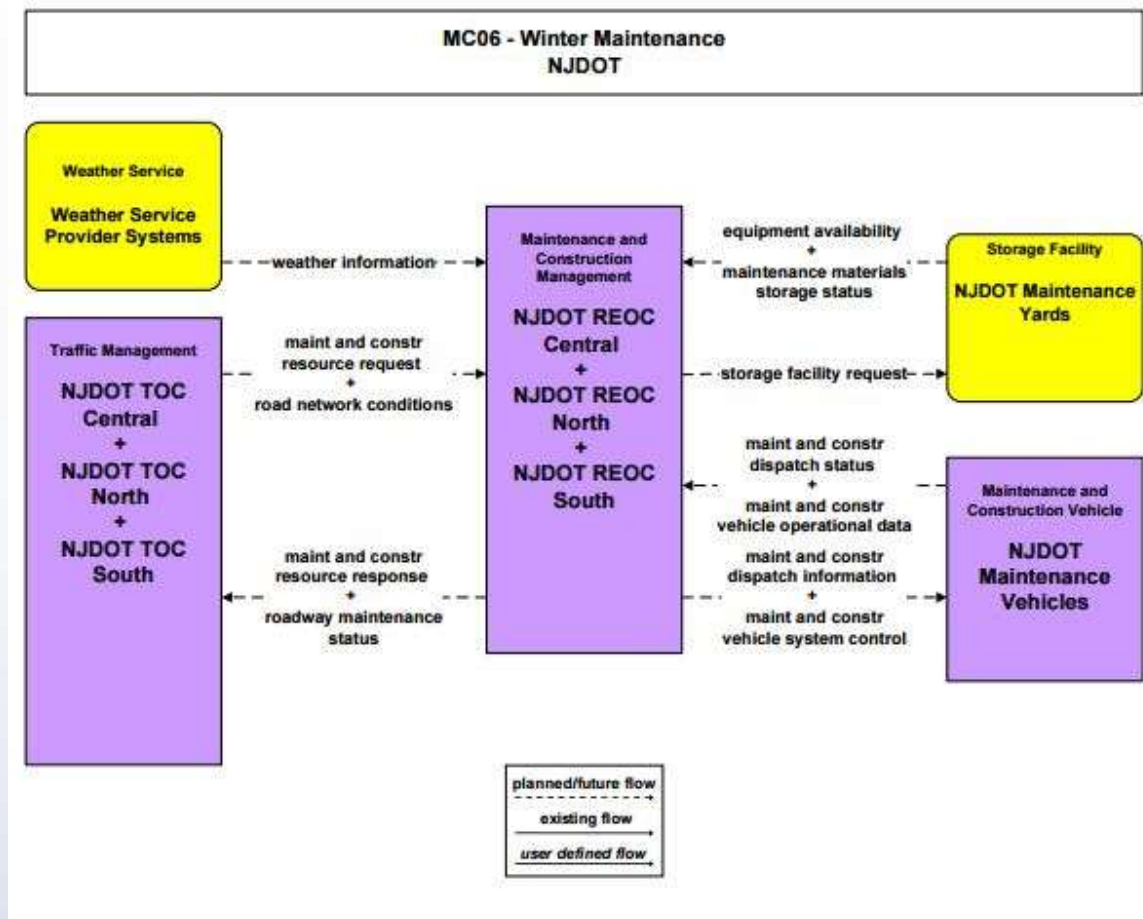 MC06 - Winter Maintenance
NJDOT
Weather Service
Weather Service
Provider Systems
weather information
Traffic Management
NJDOT TOC
Central
+
NJDOT TOC
North
+
NJDOT TOC
South
maint and constr
resource request
+
road network conditions
maint and constr
resource response
+
roadway maintenance
status
Maintenance and
Construction
Management
NJDOT REOC
Central
+
NJDOT REOC
North
+
NJDOT REOC
South
equipment availability
+
maintenance materials
storage status
storage facility request
maint and constr
dispatch status
+
maint and constr
vehicle operational data
maint and constr
dispatch information
+
maint and constr
vehicle system control
Storage Facility
NJDOT Maintenance
Yards
Maintenance and
Construction Vehicle
NJDOT
Maintenance
Vehicles
planned/future flow
existing flow
user defined flow